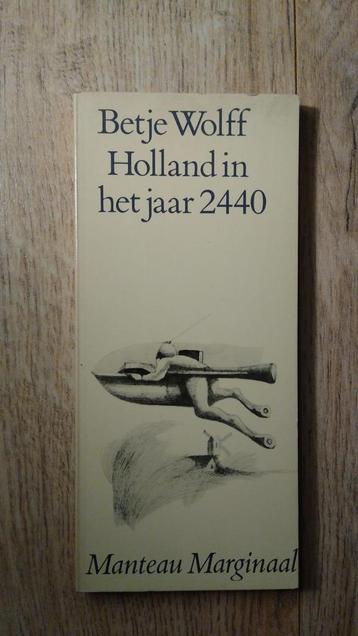 Betje Wolff
Holland in
het jaar 2440
Manteau Marginaal